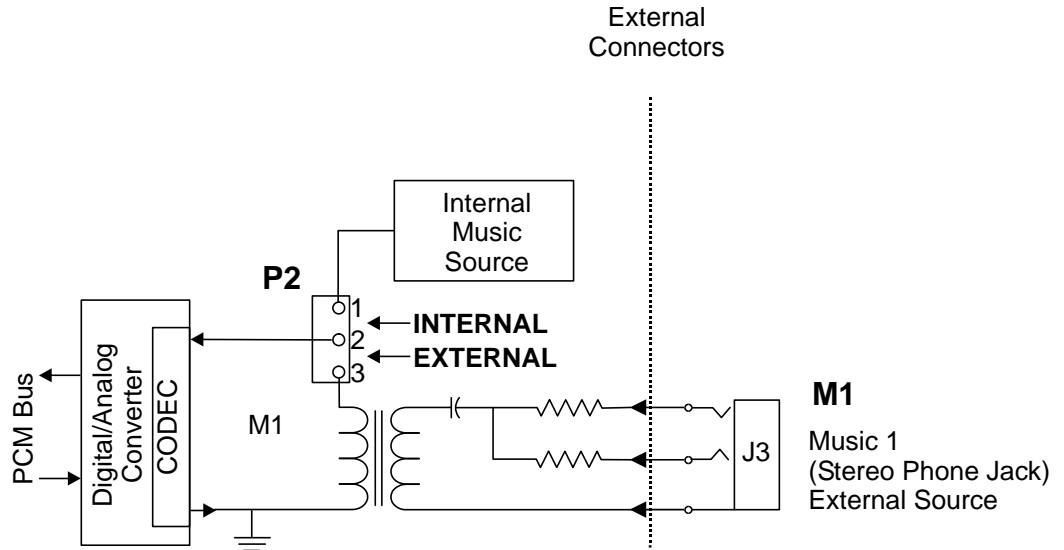 External
Connectors
Internal
Music
Source
P2
1
INTERNAL
2
EXTERNAL
3
PCM Bus
Digital/Analog
Converter
CODEC
M1
J3
M1
Music 1
(Stereo Phone Jack)
External Source